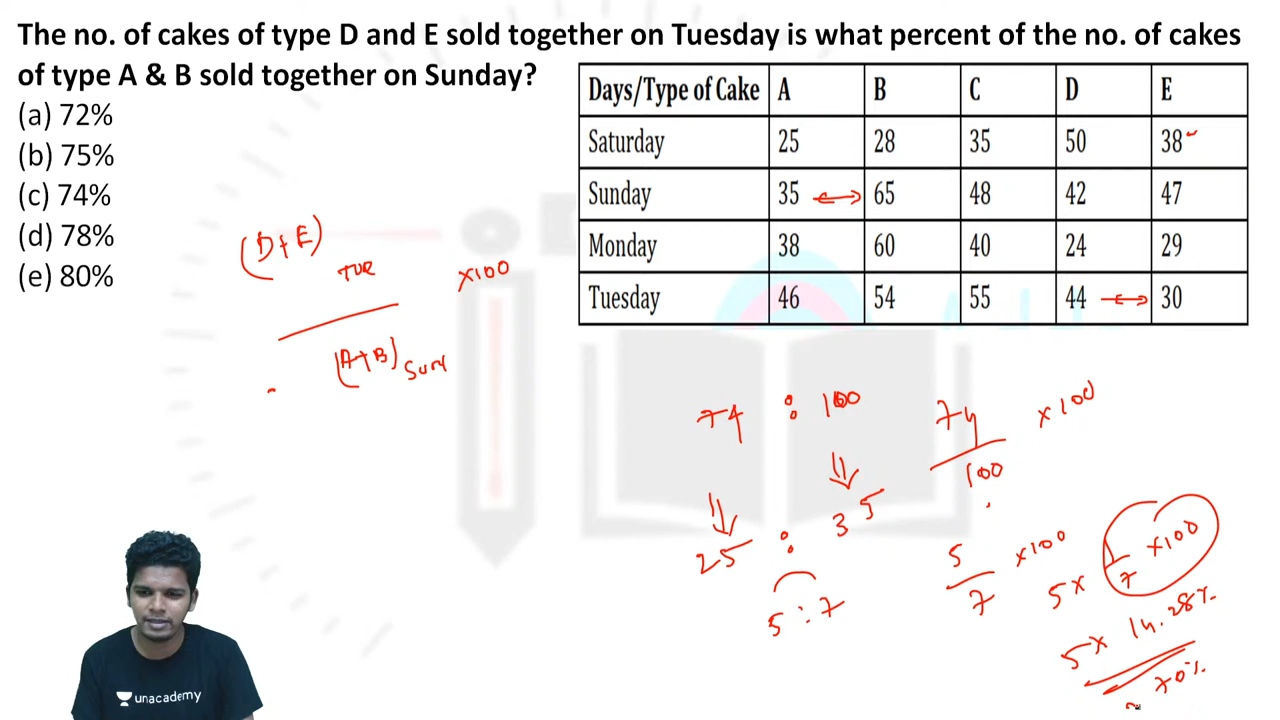 The no. of cakes of type D and E sold together on Tuesday is what percent of the no. of cakes
of type A & B sold together on Sunday?
(a) 72%
(b) 75%
(c) 74%
(d) 78%
(e) 80%
Days/Type of Cake A B C D E
Saturday 25 28 35 50 38
Sunday 35 65 48 42 47
Monday 38 60 40 24 29
Tuesday 46 54 55 44 30
(D+E) TUE ×100
(A+B) SUN
74 : 100
74/100 ×100
25 : 35
5 : 7
5/7 ×100
5× 1/7 ×100
5× 14.28%
70%
unacademy